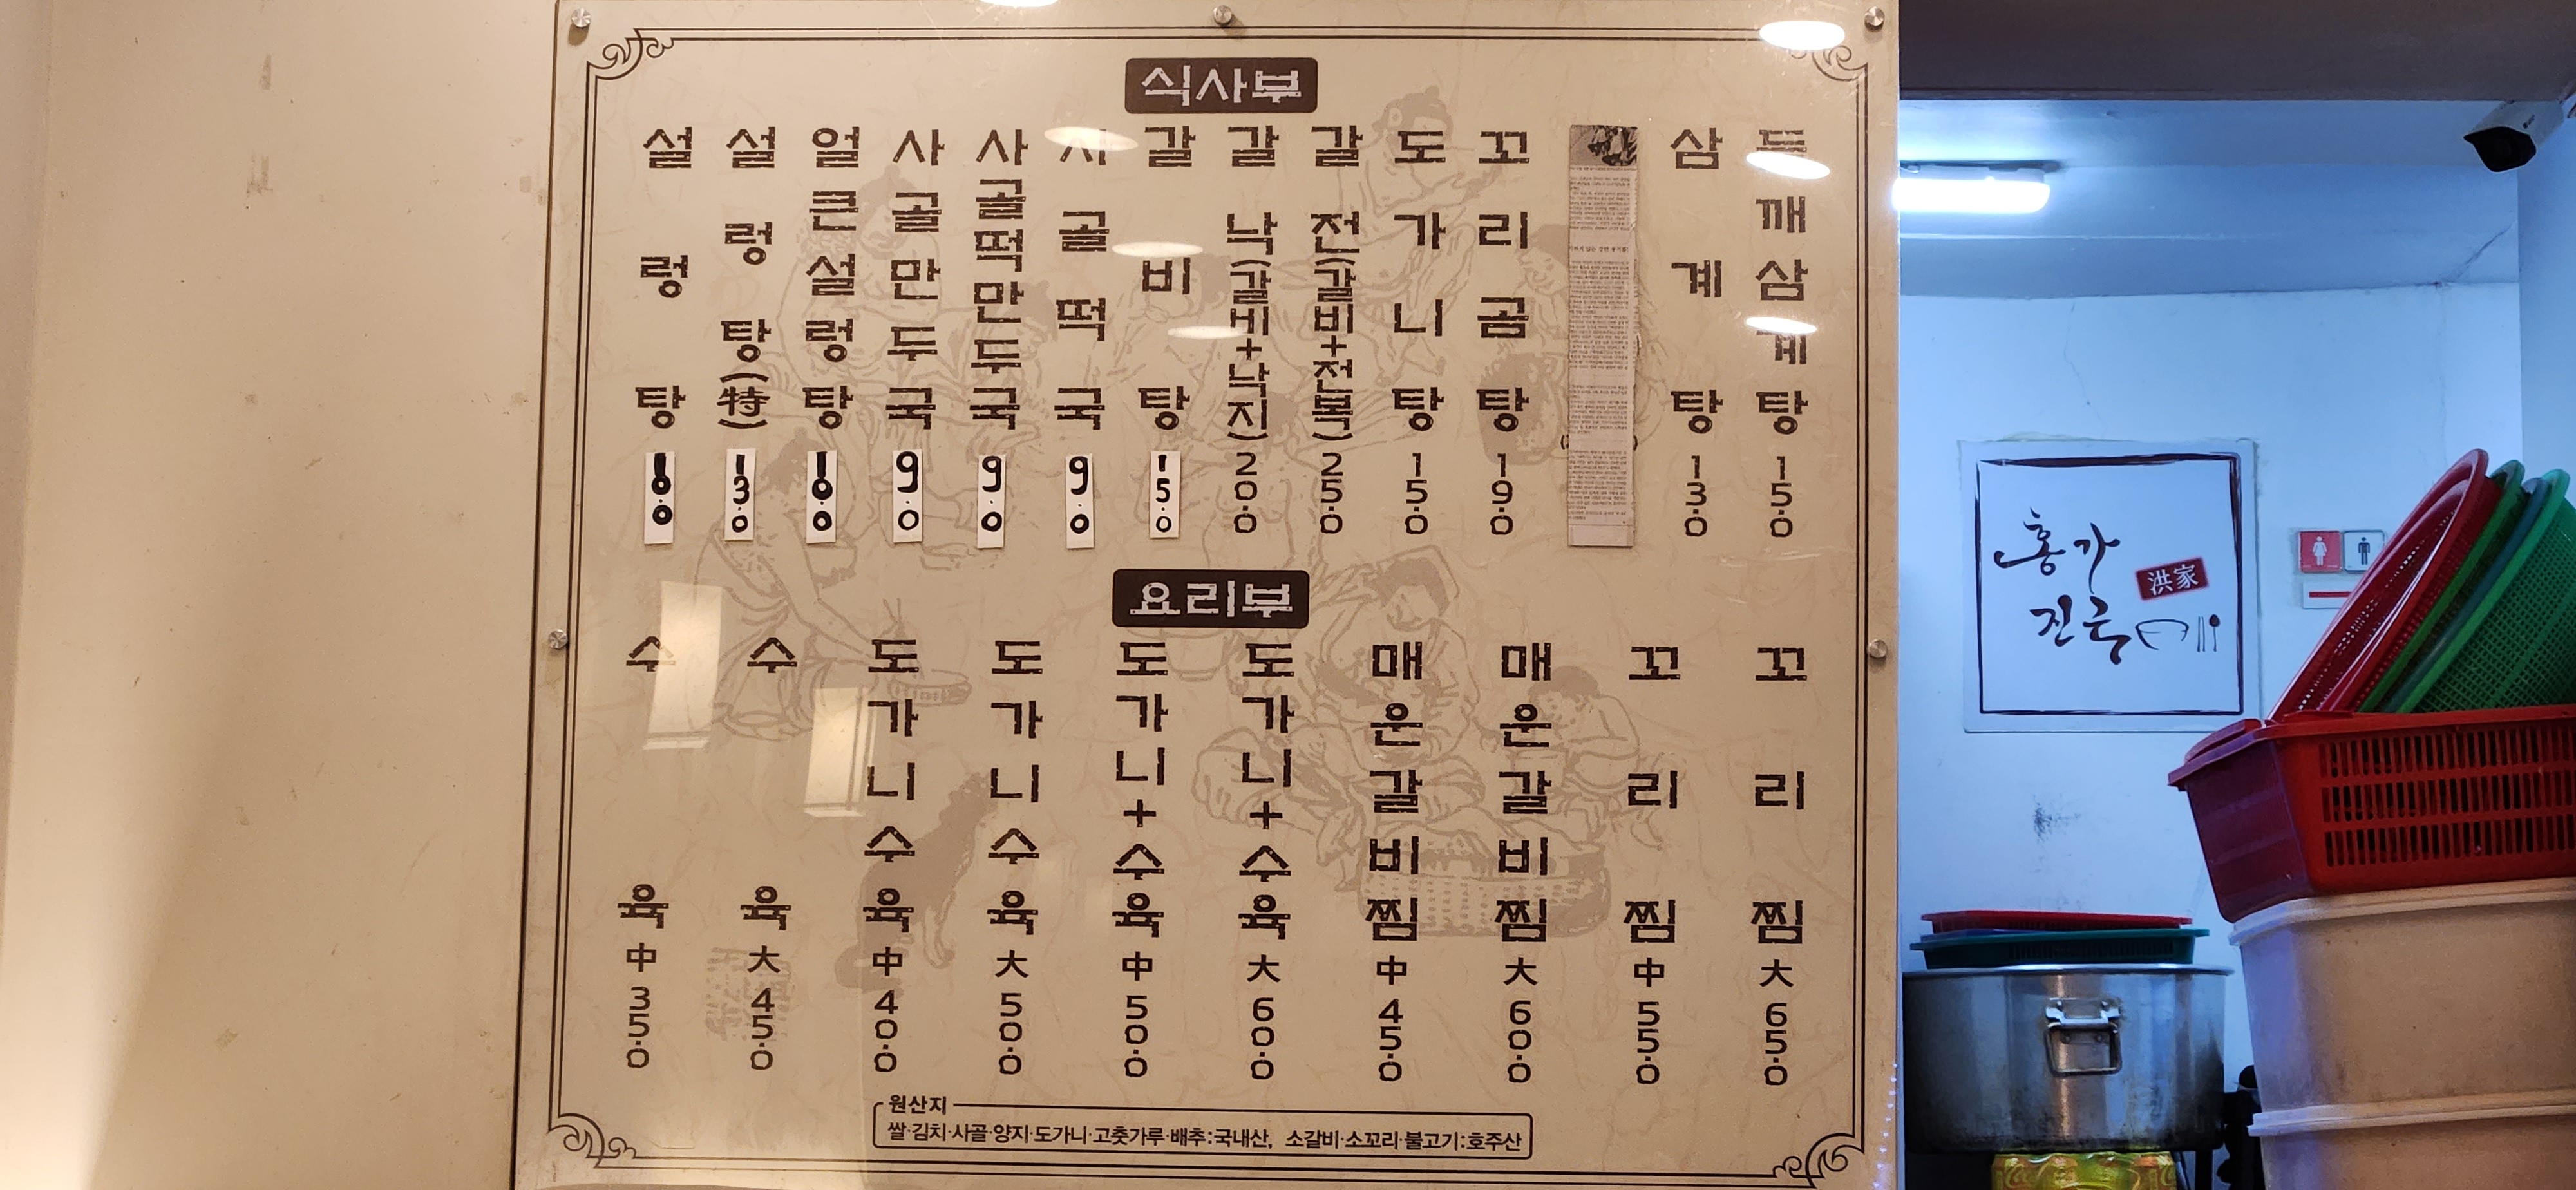 식사부
설렁탕 10.0
설렁탕(特) 13.0
얼큰설렁탕 10.0
사골만두국 9.0
사골떡만두국 9.0
사골떡국 9.0
갈비탕 15.0
갈낙(갈비+낙지) 20.0
갈전(갈비+전복) 25.0
도가니탕 15.0
꼬리곰탕 19.0
삼계탕 13.0
들깨삼계탕 15.0
요리부
수육 中 35.0
수육 大 45.0
도가니수육 中 40.0
도가니수육 大 50.0
도가니+수육 中 50.0
도가니+수육 大 60.0
매운갈비찜 中 45.0
매운갈비찜 大 60.0
꼬리찜 中 55.0
꼬리찜 大 65.0
원산지
쌀·김치·사골·양지·도가니·고춧가루·배추:국내산, 소갈비·소꼬리·불고기:호주산
홍가
洪家
진국